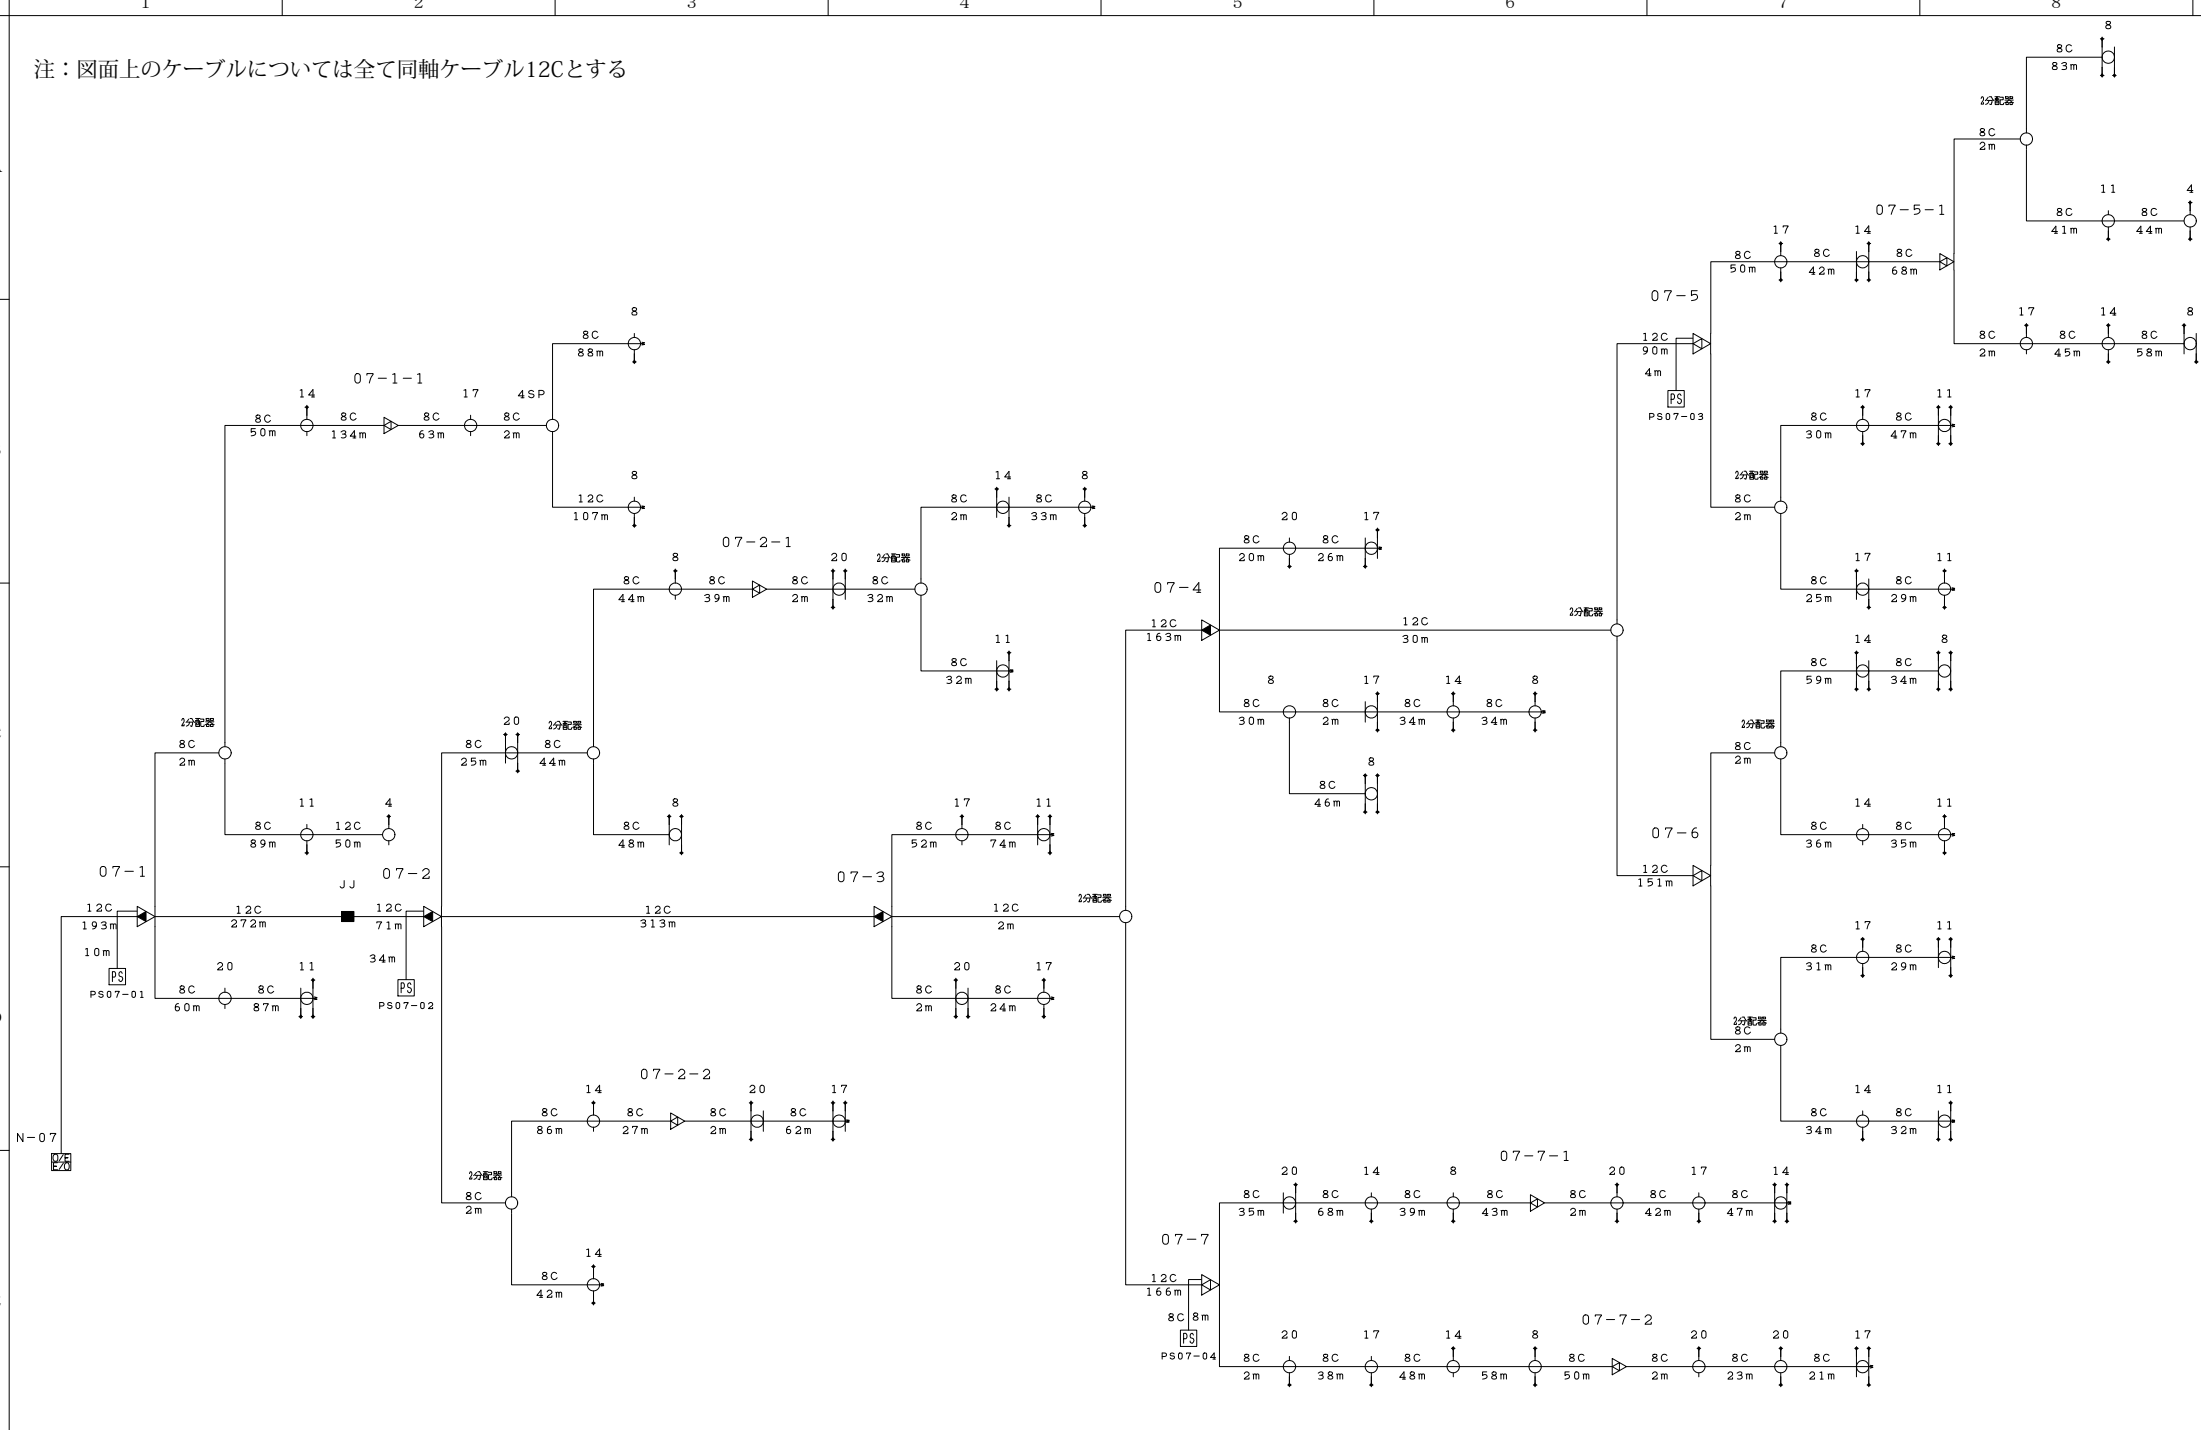 1 2 3 4 5 6 7 8
注：図面上のケーブルについては全て同軸ケーブル12Cとする
8
8C
83m
2分配器
8C
2m
11 4
8C 8C
41m 44m
07-5-1
17 14
8C 8C 8C
50m 42m 68m
07-5
17 14 8
8C 8C 8C
2m 45m 58m
12C
90m
4m
PS
PS07-03
8
8C
88m
07-1-1
14 17 4SP
8C 8C 8C 8C
50m 134m 63m 2m
8
12C
107m
17 11
8C 8C
30m 47m
2分配器
8C
2m
17 11
8C 8C
25m 29m
14 8
8C 8C
2m 33m
07-2-1
8 20 2分配器
8C 8C 8C 8C
44m 39m 2m 32m
11
8C
32m
20 17
8C 8C
20m 26m
07-4
2分配器
12C 12C
163m 30m
8 17 14 8
8C 8C 8C 8C
30m 2m 34m 34m
8
8C
46m
14 8
8C 8C
59m 34m
2分配器
8C
2m
14 11
8C 8C
36m 35m
07-6
12C
151m
17 11
8C 8C
31m 29m
2分配器
8C
2m
14 11
8C 8C
34m 32m
2分配器
8C
2m
11 4
8C 12C
89m 50m
20 2分配器
8C 8C
25m 44m
8
8C
48m
17 11
8C 8C
52m 74m
07-1 JJ 07-2 07-3 2分配器
12C 12C 12C 12C 12C
193m 272m 71m 313m 2m
10m 34m
PS PS
PS07-01 PS07-02
20 11
8C 8C
60m 87m
20 17
8C 8C
2m 24m
07-2-2
14 20 17
8C 8C 8C 8C
86m 27m 2m 62m
N-07
O/E
E/O
2分配器
8C
2m
14
8C
42m
07-7-1
20 14 8 20 17 14
8C 8C 8C 8C 8C 8C 8C
35m 68m 39m 43m 2m 42m 47m
07-7
12C
166m
8C 8m
PS
PS07-04
07-7-2
20 17 14 8 20 20 17
8C 8C 8C 8C 8C 8C 8C
2m 38m 48m 58m 50m 2m 23m 21m